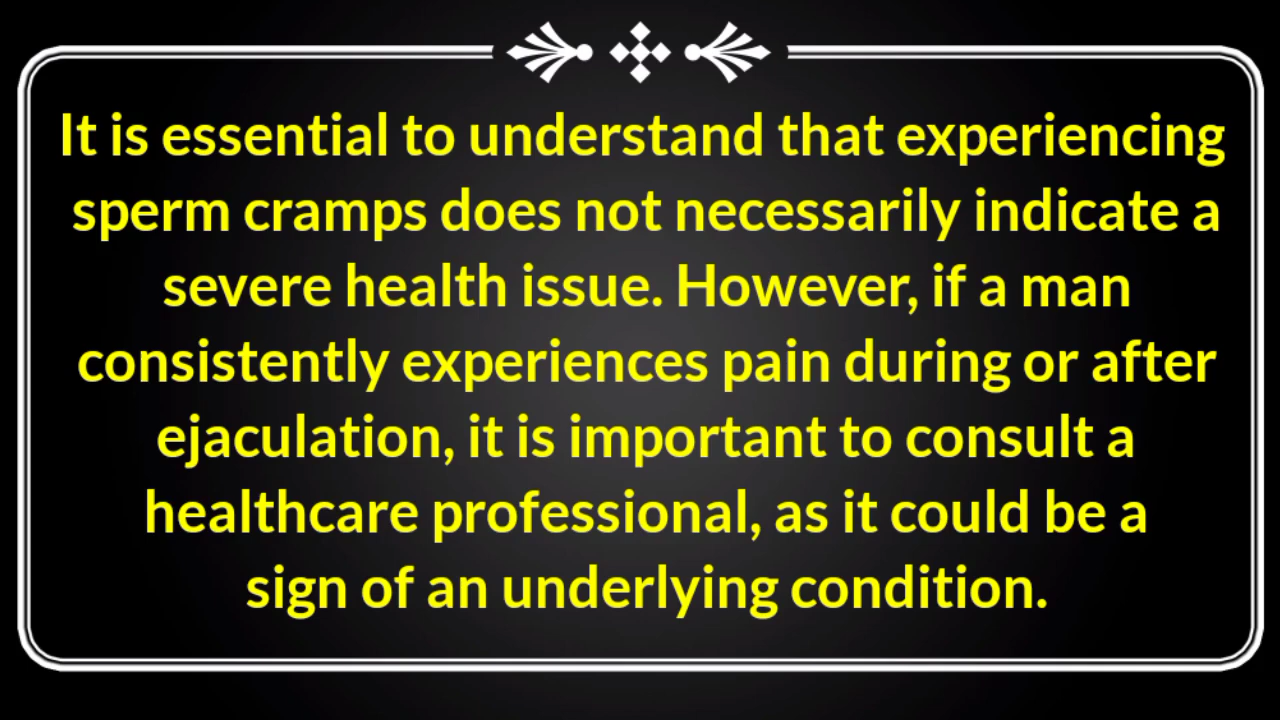 It is essential to understand that experiencing
sperm cramps does not necessarily indicate a
severe health issue. However, if a man
consistently experiences pain during or after
ejaculation, it is important to consult a
healthcare professional, as it could be a
sign of an underlying condition.